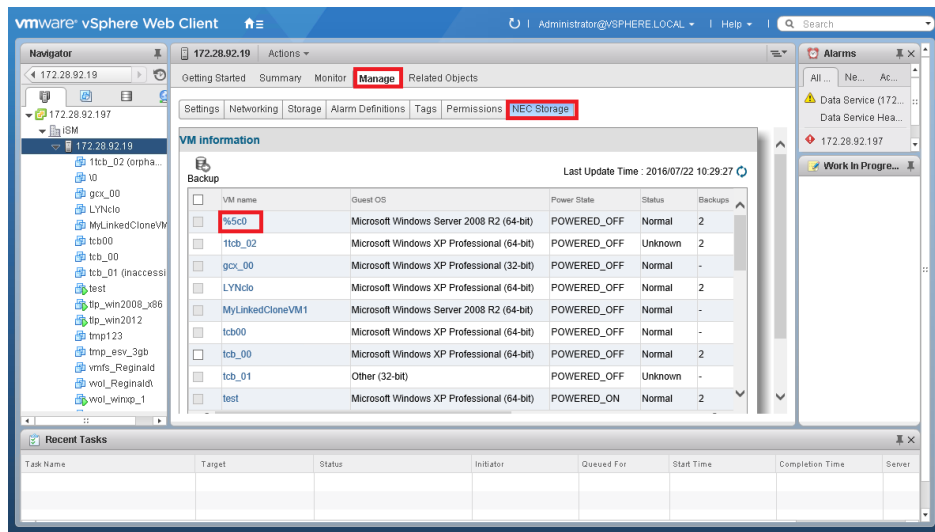 vmware® vSphere Web Client
Administrator@VSPHERE.LOCAL
Help
Search
Navigator
172.28.92.19
172.28.92.197
iSM
172.28.92.19
1tcb_02 (orpha...
\0
gcx_00
LYNclo
MyLinkedCloneVM
tcb00
tcb_00
tcb_01 (inaccessi
test
tlp_win2008_x86
tlp_win2012
tmp123
tmp_esv_3gb
vmfs_Reginald
vvol_Reginald\
vvol_winxp_1
172.28.92.19 Actions
Getting Started Summary Monitor Manage Related Objects
Settings Networking Storage Alarm Definitions Tags Permissions NEC Storage
VM information
Backup
Last Update Time : 2016/07/22 10:29:27
VM name Guest OS Power State Status Backups
%5c0 Microsoft Windows Server 2008 R2 (64-bit) POWERED_OFF Normal 2
1tcb_02 Microsoft Windows XP Professional (64-bit) POWERED_OFF Unknown 2
gcx_00 Microsoft Windows XP Professional (32-bit) POWERED_OFF Normal -
LYNclo Microsoft Windows XP Professional (64-bit) POWERED_OFF Normal 2
MyLinkedCloneVM1 Microsoft Windows Server 2008 R2 (64-bit) POWERED_OFF Normal -
tcb00 Microsoft Windows XP Professional (64-bit) POWERED_OFF Normal -
tcb_00 Microsoft Windows XP Professional (64-bit) POWERED_OFF Normal 2
tcb_01 Other (32-bit) POWERED_OFF Unknown -
test Microsoft Windows XP Professional (64-bit) POWERED_ON Normal 2
Alarms
All ... Ne... Ac...
Data Service (172...
Data Service Hea...
172.28.92.197
Work In Progre...
Recent Tasks
Task Name Target Status Initiator Queued For Start Time Completion Time Server